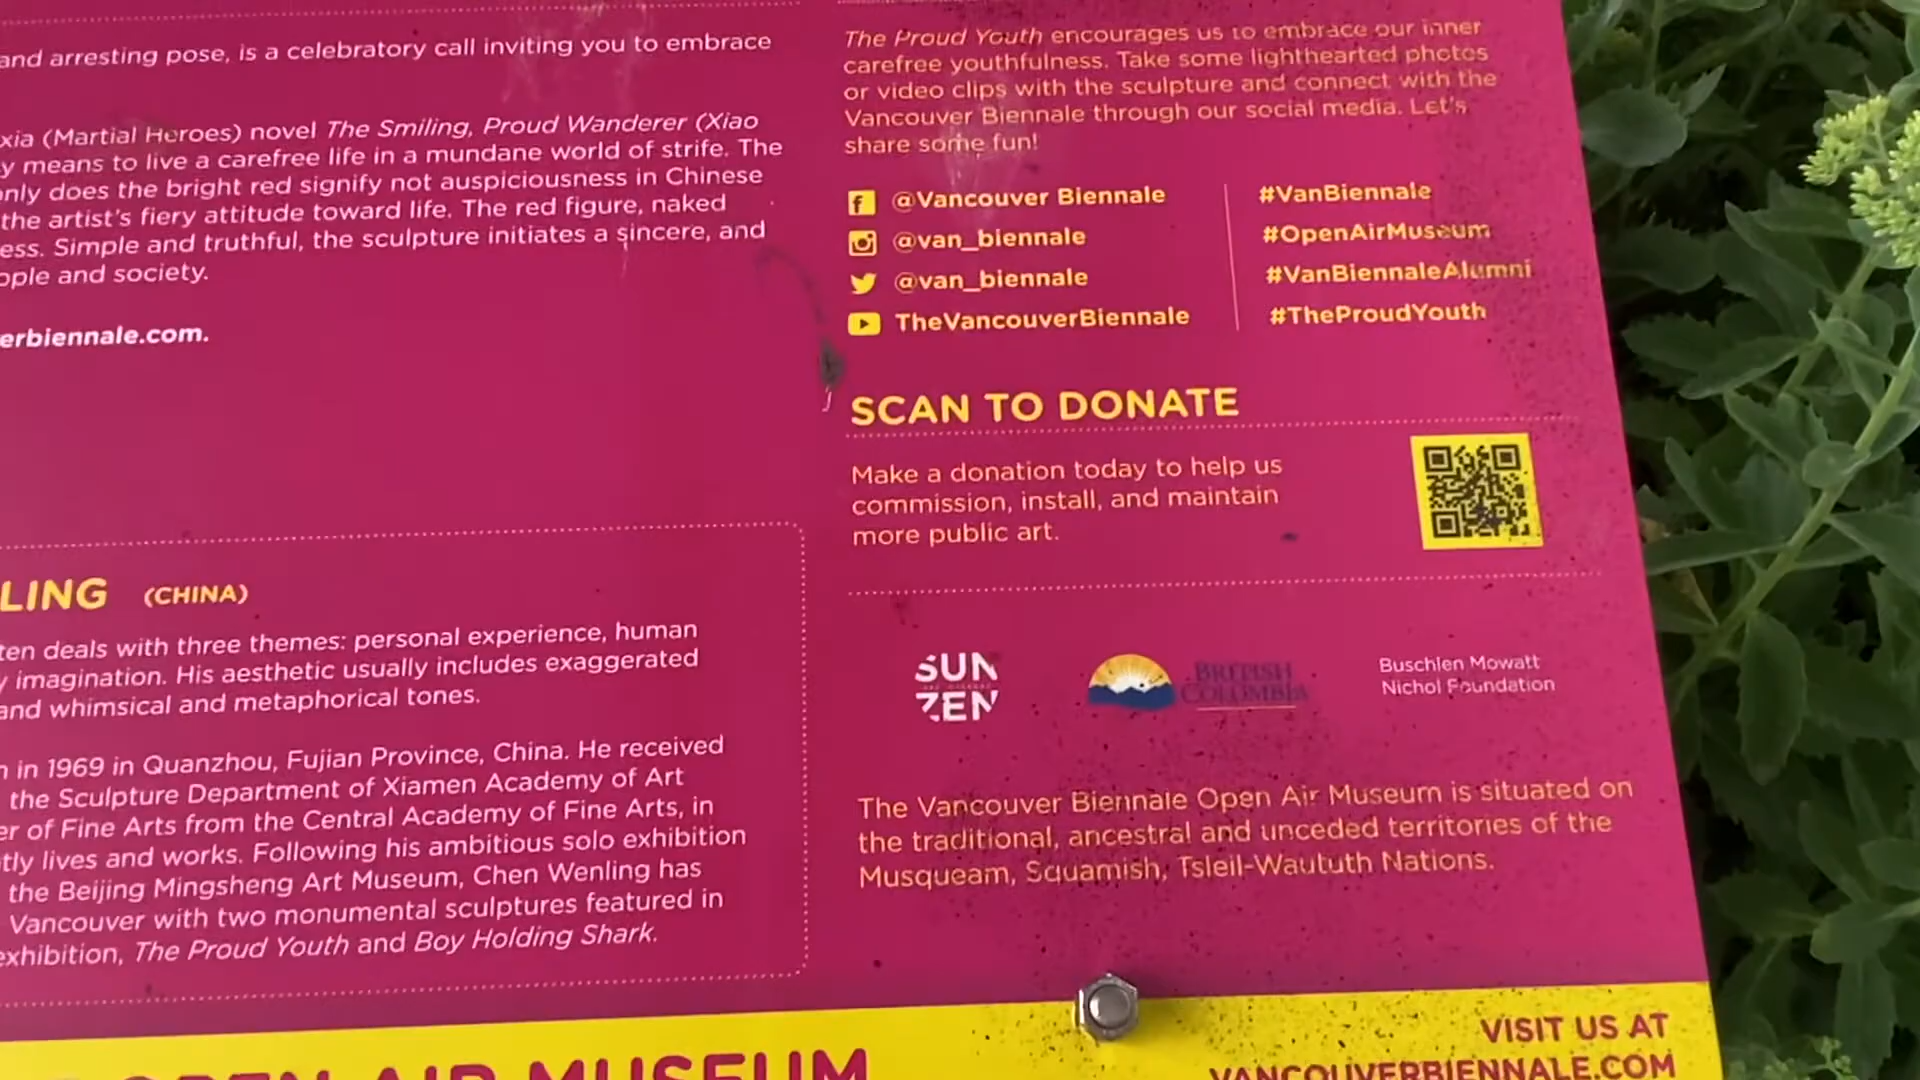 and arresting pose, is a celebratory call inviting you to embrace
(Martial Heroes) novel The Smiling, Proud Wanderer (Xiao
means to live a carefree life in a mundane world of strife. The
only does the bright red signify not auspiciousness in Chinese
the artist's fiery attitude toward life. The red figure, naked
Simple and truthful, the sculpture initiates a sincere, and
and society.
LING (CHINA)
deals with three themes: personal experience, human
imagination. His aesthetic usually includes exaggerated
and whimsical and metaphorical tones.
in 1969 in Quanzhou, Fujian Province, China. He received
the Sculpture Department of Xiamen Academy of Art
of Fine Arts from the Central Academy of Fine Arts, in
lives and works. Following his ambitious solo exhibition
the Beijing Mingsheng Art Museum, Chen Wenling has
Vancouver with two monumental sculptures featured in
exhibition, The Proud Youth and Boy Holding Shark.
The Proud Youth encourages us to embrace our inner
carefree youthfulness. Take some lighthearted photos
or video clips with the sculpture and connect with the
Vancouver Biennale through our social media. Let's
share some fun!
@Vancouver Biennale
@van_biennale
@van_biennale
TheVancouverBiennale
#VanBiennale
#OpenAirMuseum
#VanBiennaleAlumni
#TheProudYouth
SCAN TO DONATE
Make a donation today to help us
commission, install, and maintain
more public art.
SUN
ZEN
BRITISH
COLUMBIA
Buschlen Mowatt
Nichol Foundation
The Vancouver Biennale Open Air Museum is situated on
the traditional, ancestral and unceded territories of the
Musqueam, Squamish, Tsleil-Waututh Nations.
OPEN AIR MUSEUM
VISIT US AT
VANCOUVERBIENNALE.COM